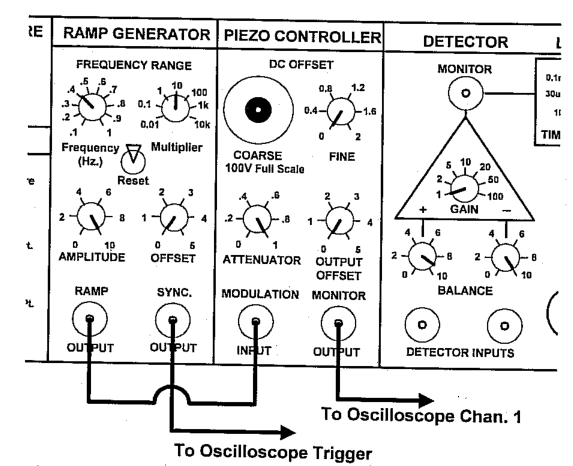 RE
RAMP GENERATOR
PIEZO CONTROLLER
DETECTOR
L
FREQUENCY RANGE
.1 .2 .3 .4 .5 .6 .7 .8 .9 1
0.01 0.1 1 10 100 1k 10k
Frequency
(Hz.)
Multiplier
Reset
0 2 4 6 8 10
AMPLITUDE
0 1 2 3 4 5
OFFSET
RAMP
OUTPUT
SYNC.
OUTPUT
DC OFFSET
COARSE
100V Full Scale
0 0.4 0.8 1.2 1.6 2
FINE
0 .2 .4 .6 .8 1
ATTENUATOR
0 1 2 3 4 5
OUTPUT
OFFSET
MODULATION
INPUT
MONITOR
OUTPUT
MONITOR
1 2 5 10 20 50 100
GAIN
+
–
0 2 4 6 8 10
0 2 4 6 8 10
BALANCE
DETECTOR INPUTS
30u
TIM
To Oscilloscope Chan. 1
To Oscilloscope Trigger